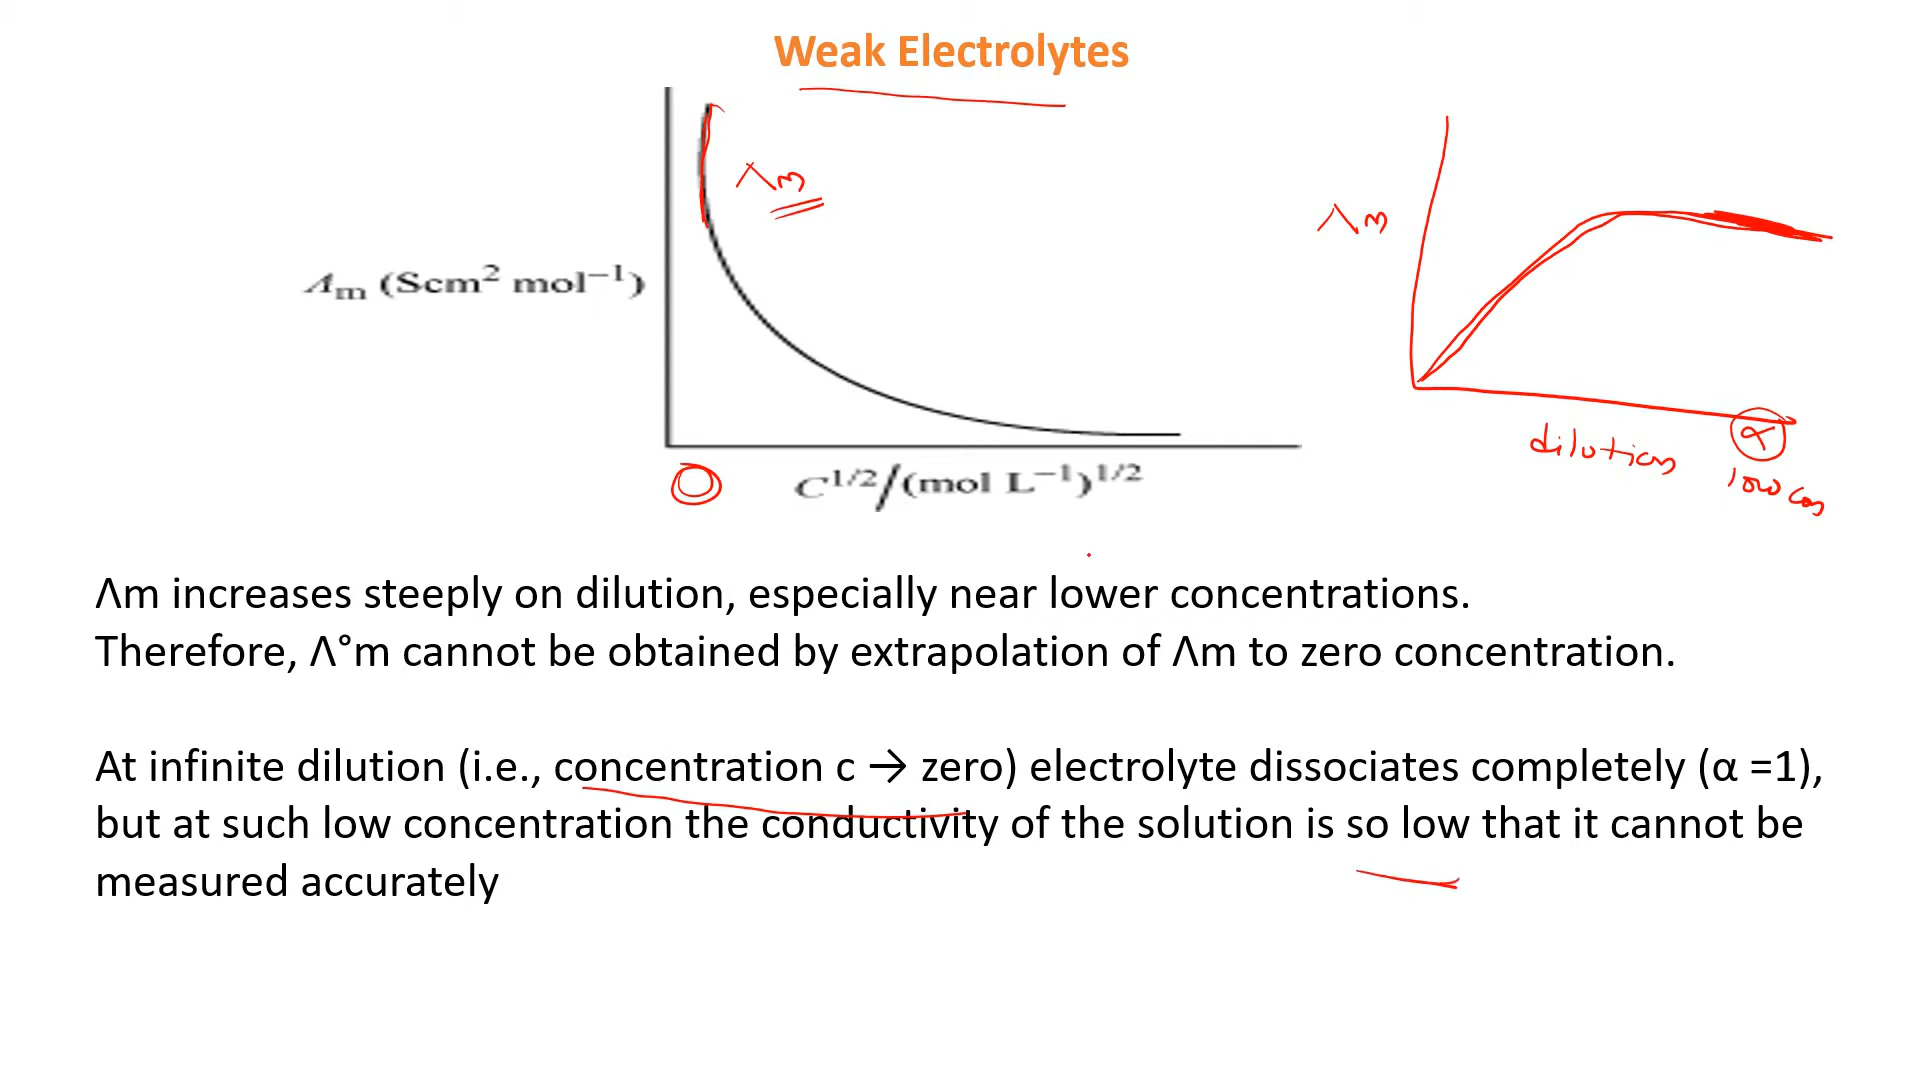 Weak Electrolytes
Λm
Λm
Λm (Scm² mol⁻¹)
dilution
∝
low con
0
C^1/2/(mol L⁻¹)^1/2
Λm increases steeply on dilution, especially near lower concentrations.
Therefore, Λ°m cannot be obtained by extrapolation of Λm to zero concentration.
At infinite dilution (i.e., concentration c → zero) electrolyte dissociates completely (α =1),
but at such low concentration the conductivity of the solution is so low that it cannot be
measured accurately